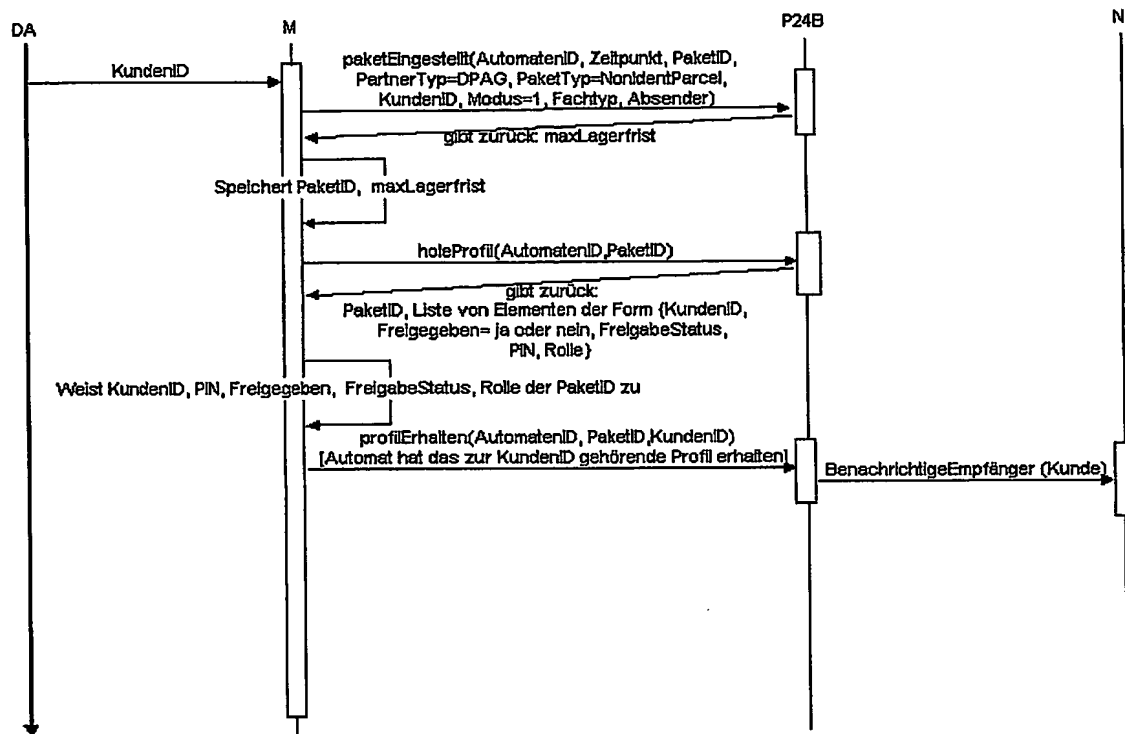 DA
M
P24B
N
KundenID
paketEingestellt(AutomatenID, Zeitpunkt, PaketID,
PartnerTyp=DPAG, PaketTyp=NonIdentParcel,
KundenID, Modus=1, Fachtyp, Absender)
gibt zurück: maxLagerfrist
Speichert PaketID, maxLagerfrist
holeProfil(AutomatenID,PaketID)
gibt zurück:
PaketID, Liste von Elementen der Form {KundenID,
Freigegeben= ja oder nein, FreigabeStatus,
PIN, Rolle}
Weist KundenID, PIN, Freigegeben, FreigabeStatus, Rolle der PaketID zu
profilErhalten(AutomatenID, PaketID,KundenID)
[Automat hat das zur KundenID gehörende Profil erhalten]
BenachrichtigeEmpfänger (Kunde)